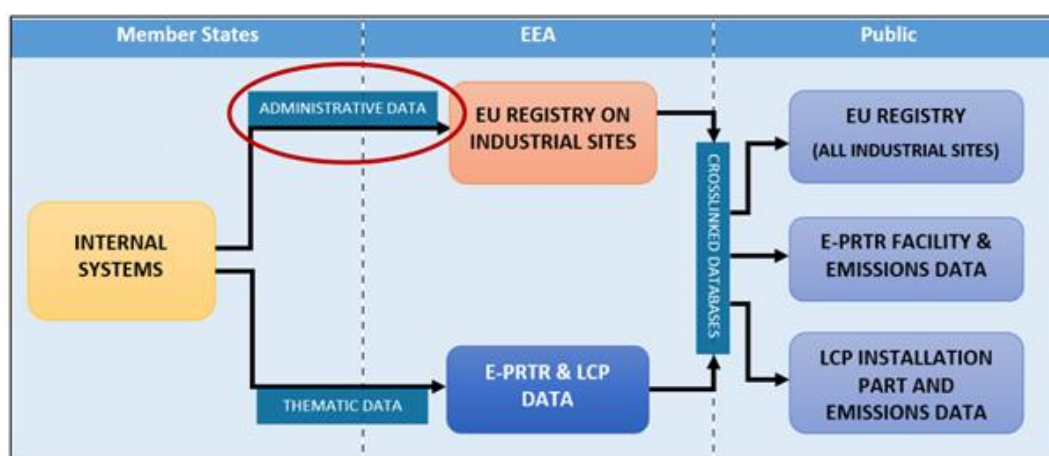 Member States
EEA
Public
ADMINISTRATIVE DATA
EU REGISTRY ON
INDUSTRIAL SITES
EU REGISTRY
(ALL INDUSTRIAL SITES)
INTERNAL
SYSTEMS
CROSSLINKED DATABASES
E-PRTR FACILITY &
EMISSIONS DATA
E-PRTR & LCP
DATA
THEMATIC DATA
LCP INSTALLATION
PART AND
EMISSIONS DATA